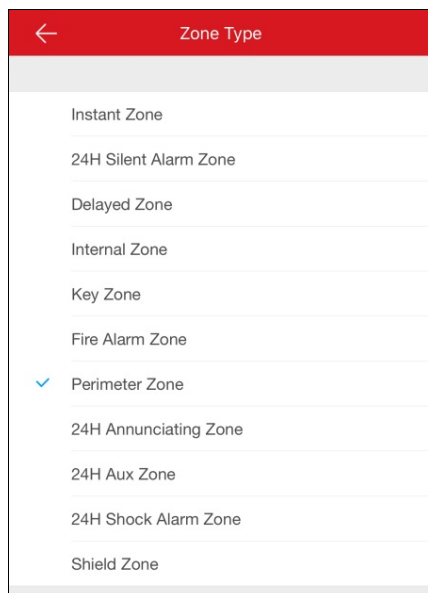 Zone Type
Instant Zone
24H Silent Alarm Zone
Delayed Zone
Internal Zone
Key Zone
Fire Alarm Zone
Perimeter Zone
24H Annunciating Zone
24H Aux Zone
24H Shock Alarm Zone
Shield Zone